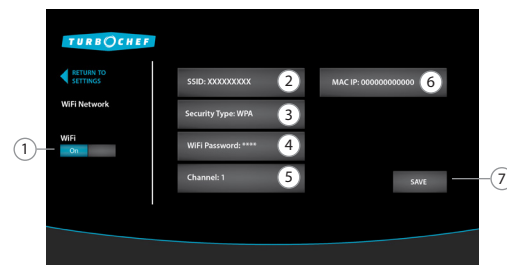 TURBOCHEF
RETURN TO
SETTINGS
WiFi Network
WiFi
On
1
SSID: XXXXXXXXX
2
Security Type: WPA
3
WiFi Password: ****
4
Channel: 1
5
MAC IP: 000000000000
6
SAVE
7